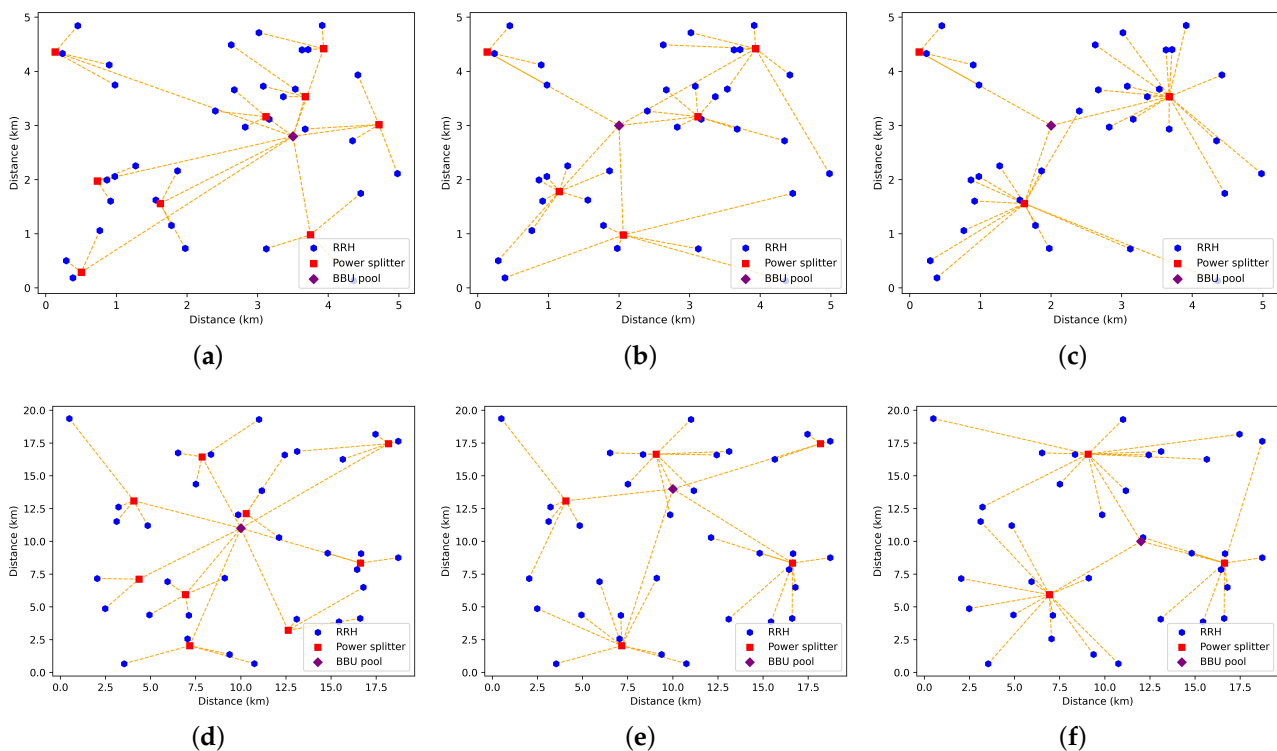 5
4
3
2
1
0
Distance (km)
0 1 2 3 4 5
Distance (km)
RRH
Power splitter
BBU pool
(a)
5
4
3
2
1
0
Distance (km)
0 1 2 3 4 5
Distance (km)
RRH
Power splitter
BBU pool
(b)
5
4
3
2
1
0
Distance (km)
0 1 2 3 4 5
Distance (km)
RRH
Power splitter
BBU pool
(c)
20.0
17.5
15.0
12.5
10.0
7.5
5.0
2.5
0.0
Distance (km)
0.0 2.5 5.0 7.5 10.0 12.5 15.0 17.5
Distance (km)
RRH
Power splitter
BBU pool
(d)
20.0
17.5
15.0
12.5
10.0
7.5
5.0
2.5
0.0
Distance (km)
0.0 2.5 5.0 7.5 10.0 12.5 15.0 17.5
Distance (km)
RRH
Power splitter
BBU pool
(e)
20.0
17.5
15.0
12.5
10.0
7.5
5.0
2.5
0.0
Distance (km)
0.0 2.5 5.0 7.5 10.0 12.5 15.0 17.5
Distance (km)
RRH
Power splitter
BBU pool
(f)